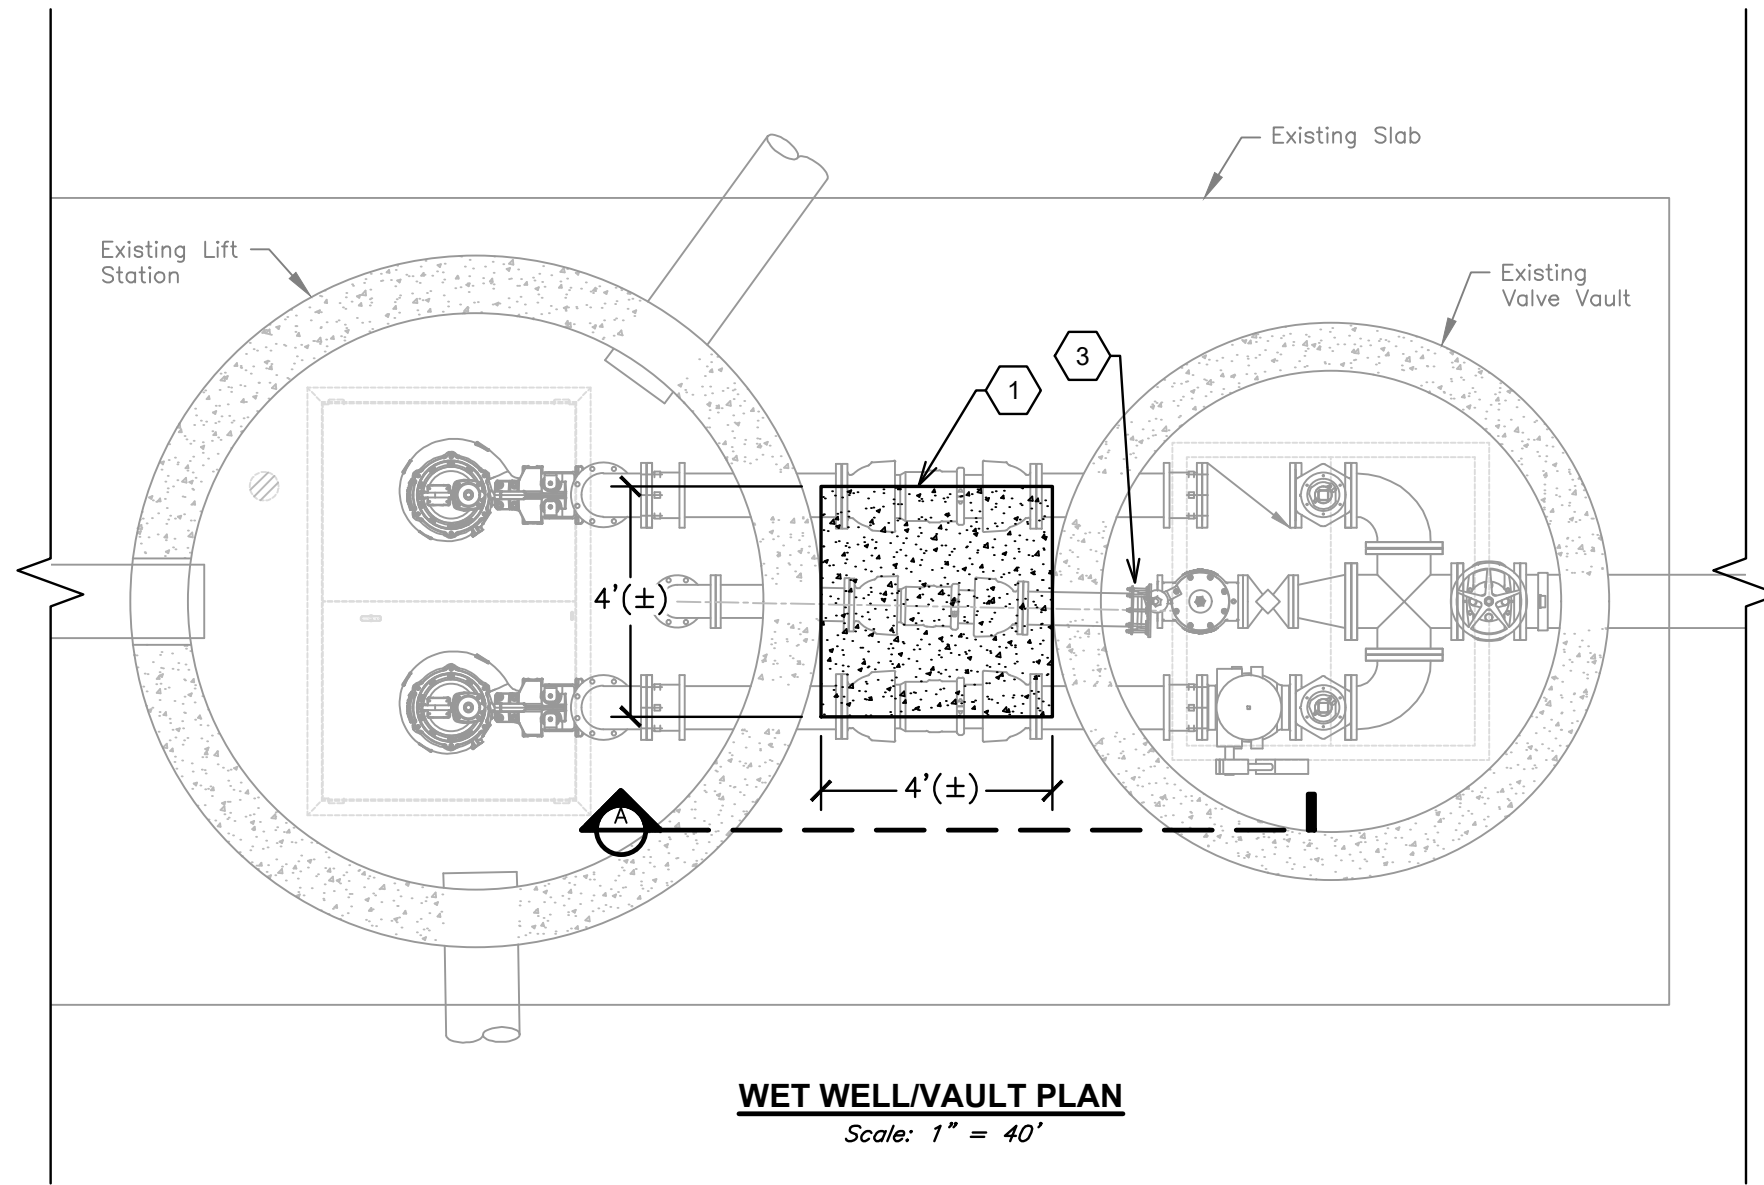 Existing Slab
Existing Lift
Station
Existing
Valve Vault
3
1
4'(±)
4'(±)
A
WET WELL/VAULT PLAN
Scale: 1" = 40'